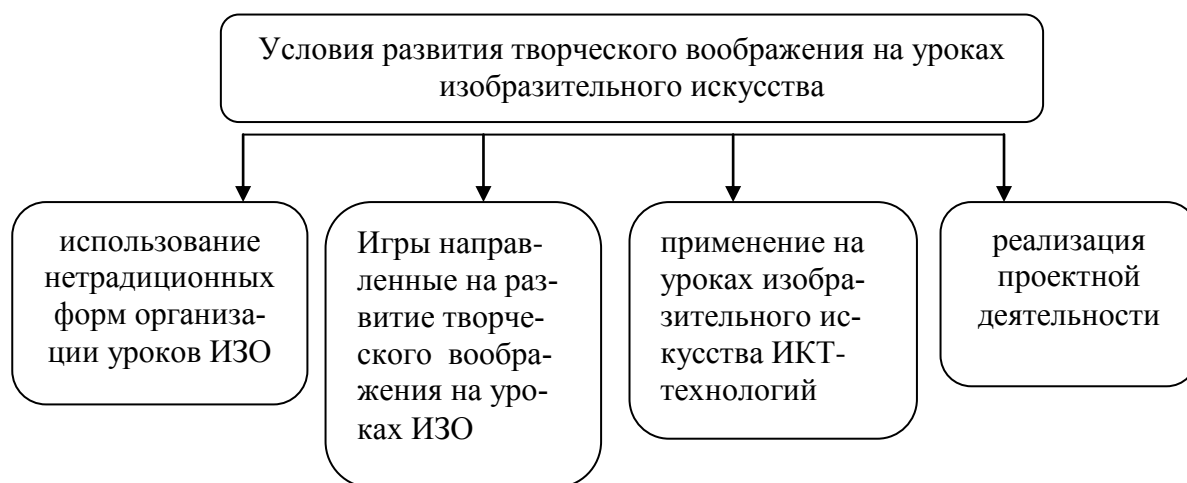 Условия развития творческого воображения на уроках
изобразительного искусства
использование
нетрадиционных
форм организа-
ции уроков ИЗО
Игры направ-
ленные на раз-
витие творче-
ского воображ-
жения на уро-
ках ИЗО
применение на
уроках изобра-
зительного ис-
кусства ИКТ-
технологий
реализация
проектной
деятельности